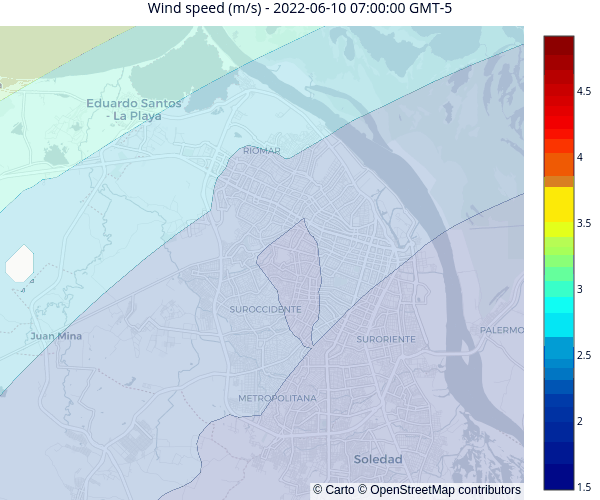 Wind speed (m/s) - 2022-06-10 07:00:00 GMT-5
Eduardo Santos
- La Playa
RIOMAR
SUROCCIDENTE
Juan Mina
SURORIENTE
PALERMO
METROPOLITANA
Soledad
© Carto © OpenStreetMap contributors
4.5
4
3.5
3
2.5
2
1.5